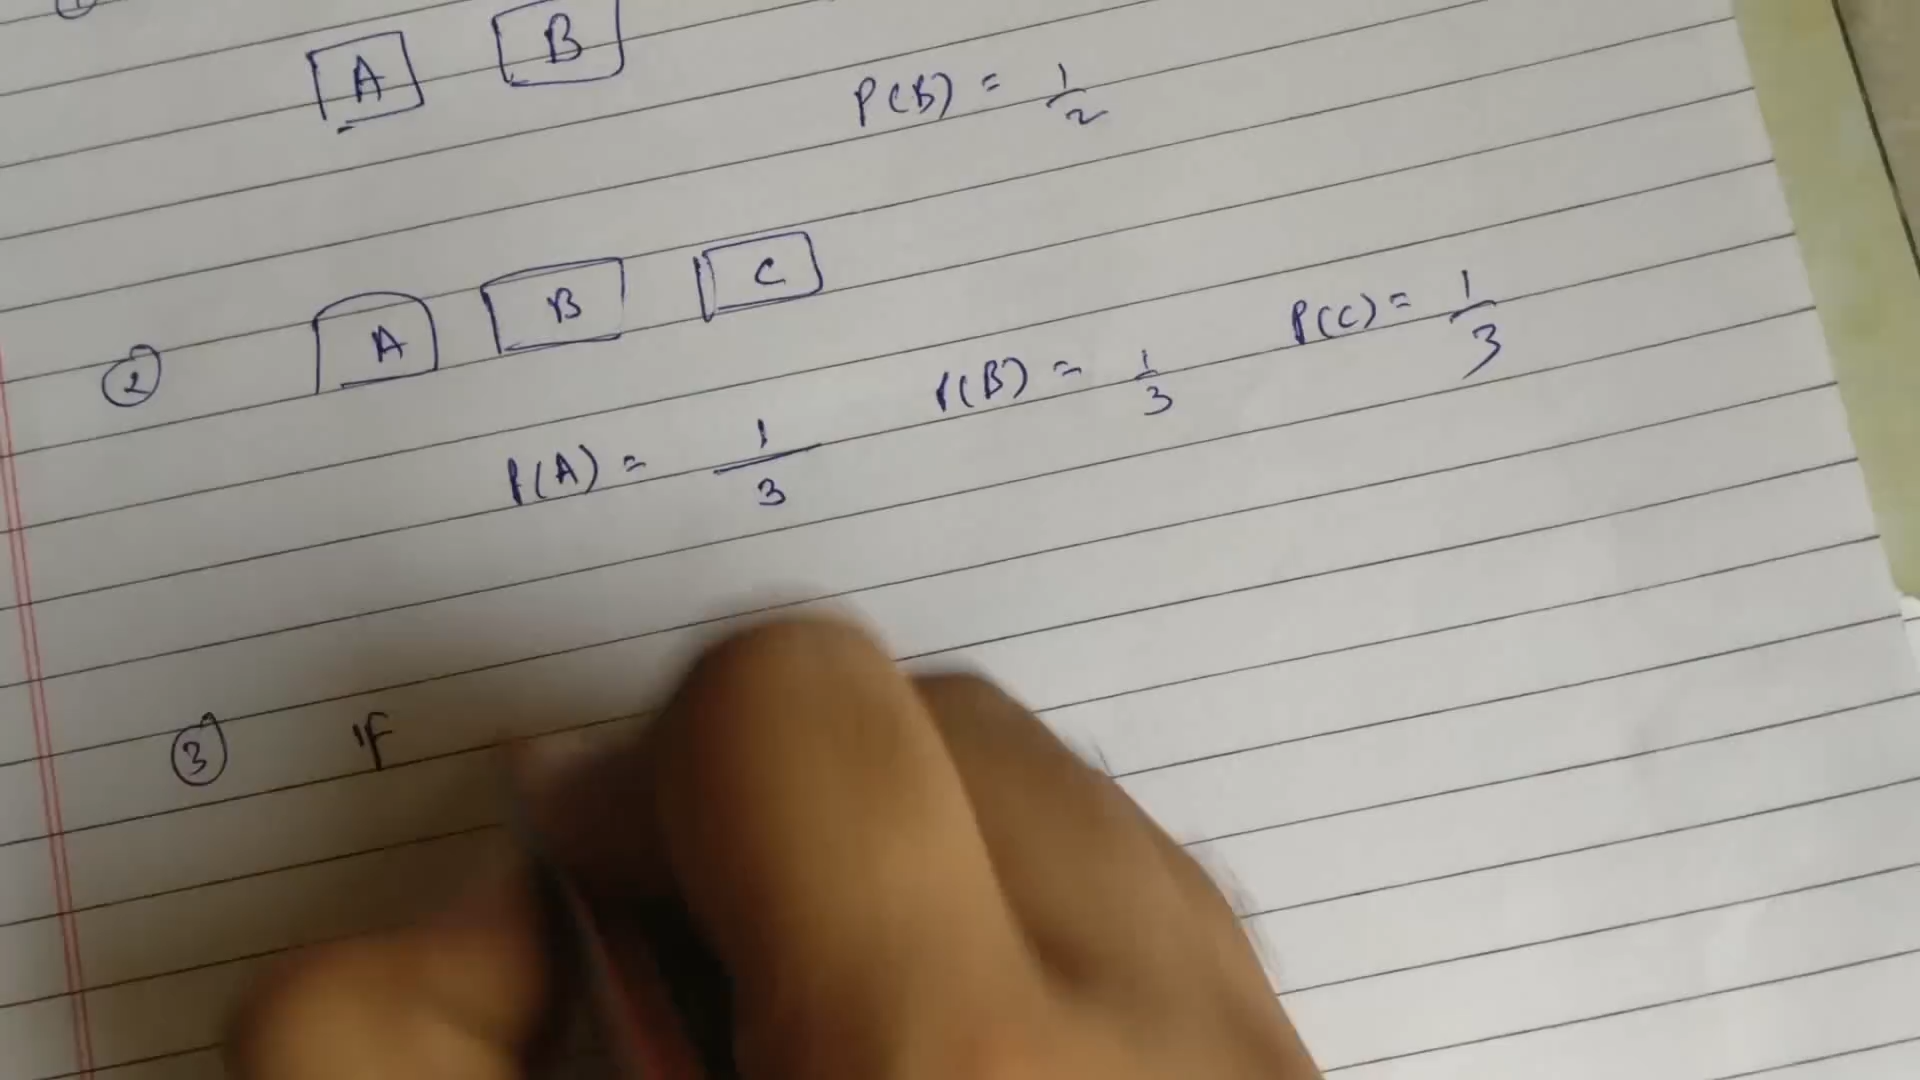 A B
P(B) = 1/2
② A B C
P(A) = 1/3 P(B) = 1/3 P(C) = 1/3
③ IF